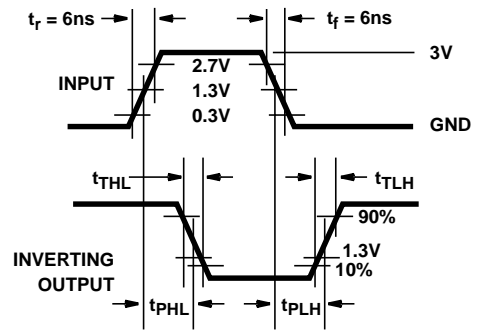 tr = 6ns
tf = 6ns
3V
INPUT
2.7V
1.3V
0.3V
GND
tTHL
tTLH
90%
INVERTING
OUTPUT
1.3V
10%
tPHL
tPLH